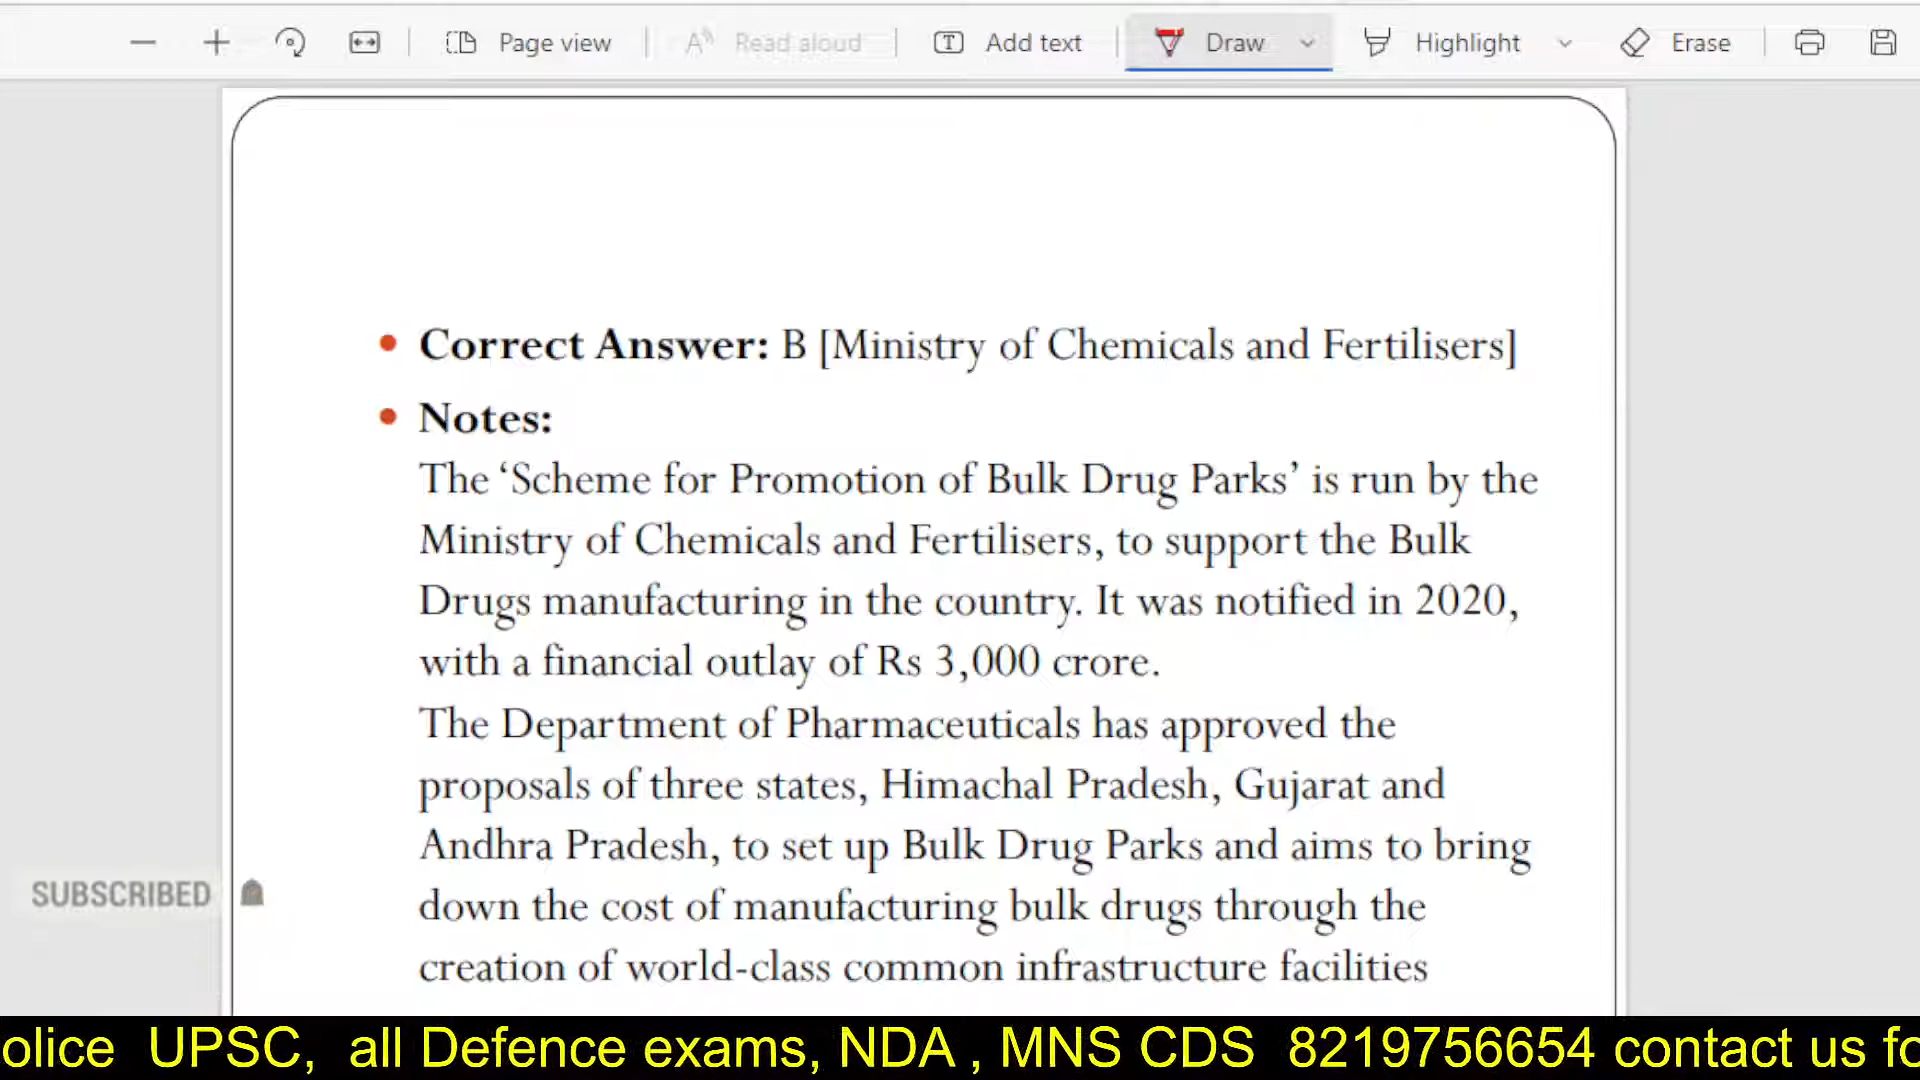 Page view
Read aloud
Add text
Draw
Highlight
Erase
Correct Answer: B [Ministry of Chemicals and Fertilisers]
Notes:
The ‘Scheme for Promotion of Bulk Drug Parks’ is run by the
Ministry of Chemicals and Fertilisers, to support the Bulk
Drugs manufacturing in the country. It was notified in 2020,
with a financial outlay of Rs 3,000 crore.
The Department of Pharmaceuticals has approved the
proposals of three states, Himachal Pradesh, Gujarat and
Andhra Pradesh, to set up Bulk Drug Parks and aims to bring
down the cost of manufacturing bulk drugs through the
creation of world-class common infrastructure facilities
SUBSCRIBED
olice UPSC, all Defence exams, NDA , MNS CDS 8219756654 contact us fo